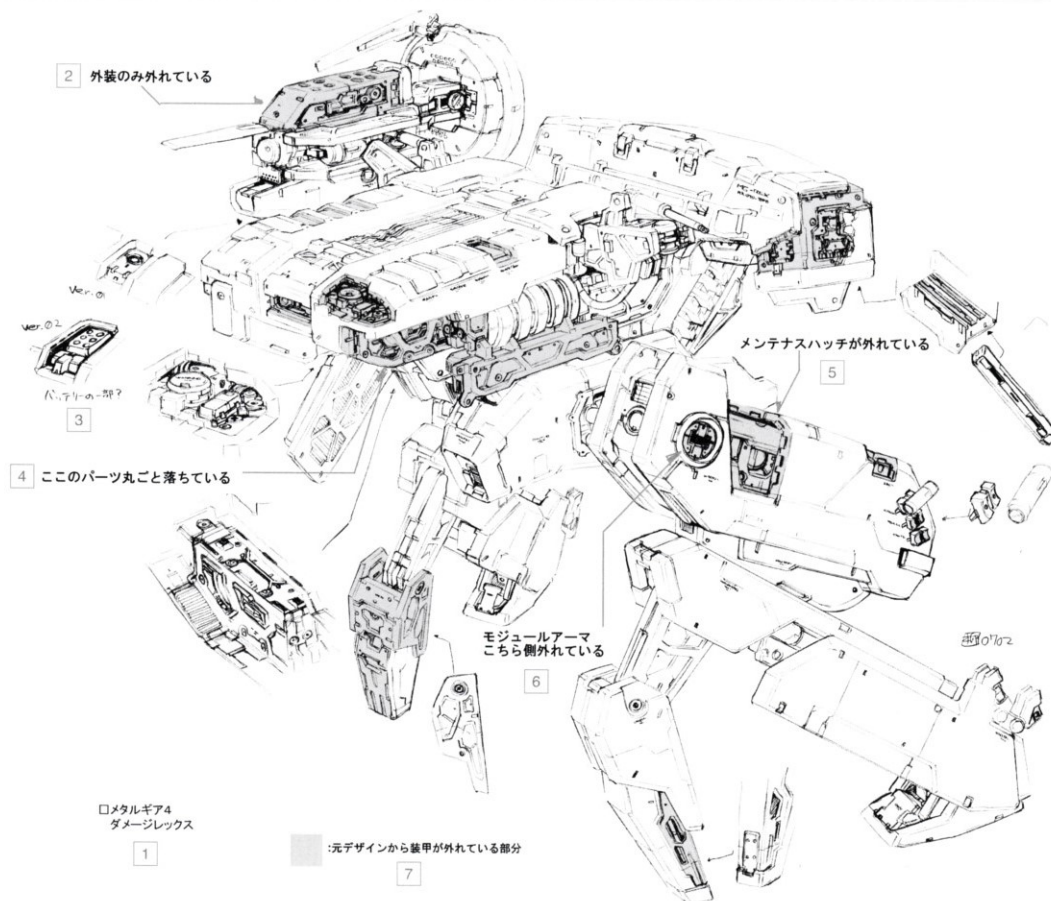 2 外装のみ外れている
ver.01
ver.02
バッテリーの一部?
3
4 ここのパーツ丸ごと落ちている
メンテナスハッチが外れている
5
モジュールアーマ
こちら側外れている
6
0702
口メタルギア4
ダメージレックス
1
:元デザインから装甲が外れている部分
7